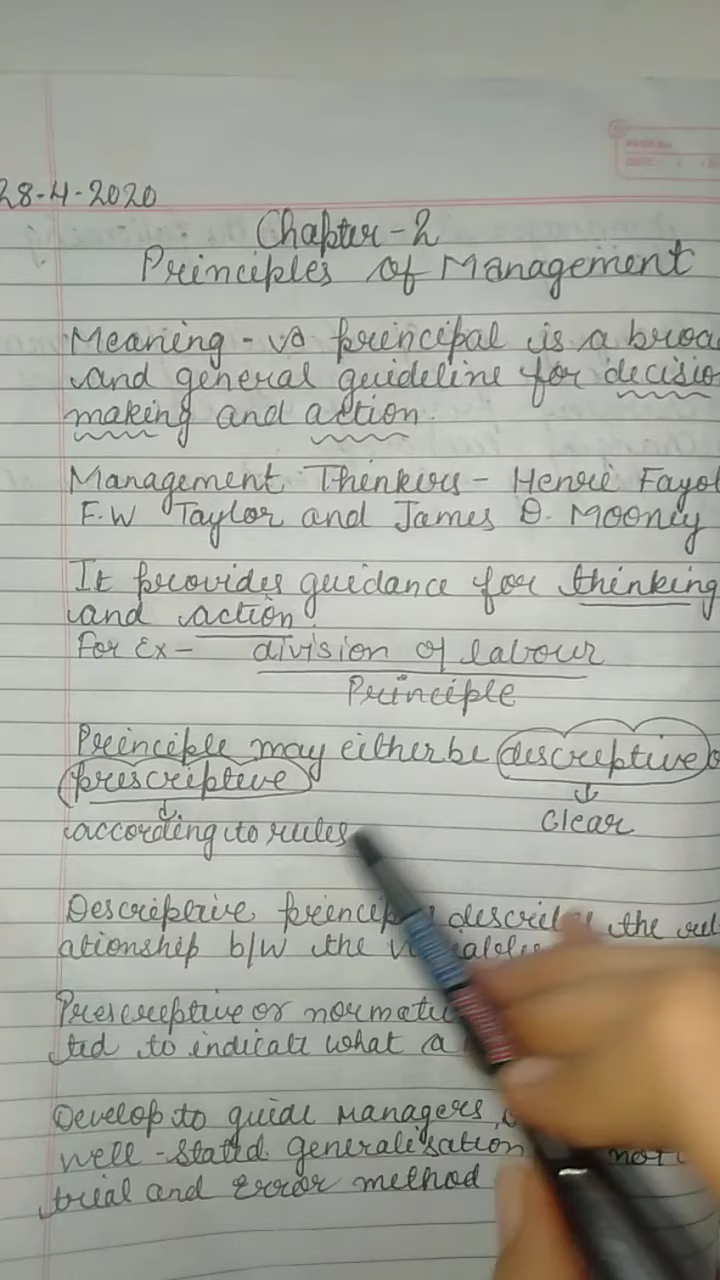 28-4-2020
Chapter-2
Principles of Management
Meaning - principal is a broa
and general guideline for decisio
making and action.
Management Thinkers - Henri Fayol
F.W Taylor and James D. Mooney
It provides guidance for thinking
and action.
For Ex - division of labour
Principle
Principle may either be descriptive o
prescriptive
Clear
according to rules
Descriptive describes the rel
ationship b/w the
Prescriptive or
ted to indicate what a
Develop to guide managers,
well-stated generalisation not
trial and error method